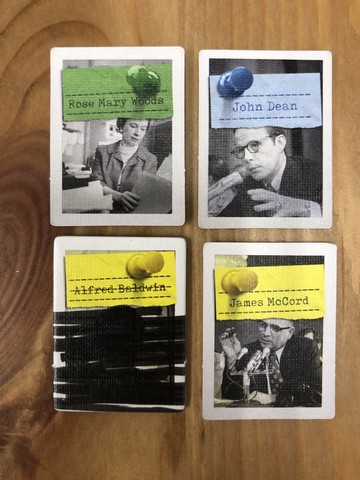 Rose Mary Woods
John Dean
Alfred Baldwin
James McCord